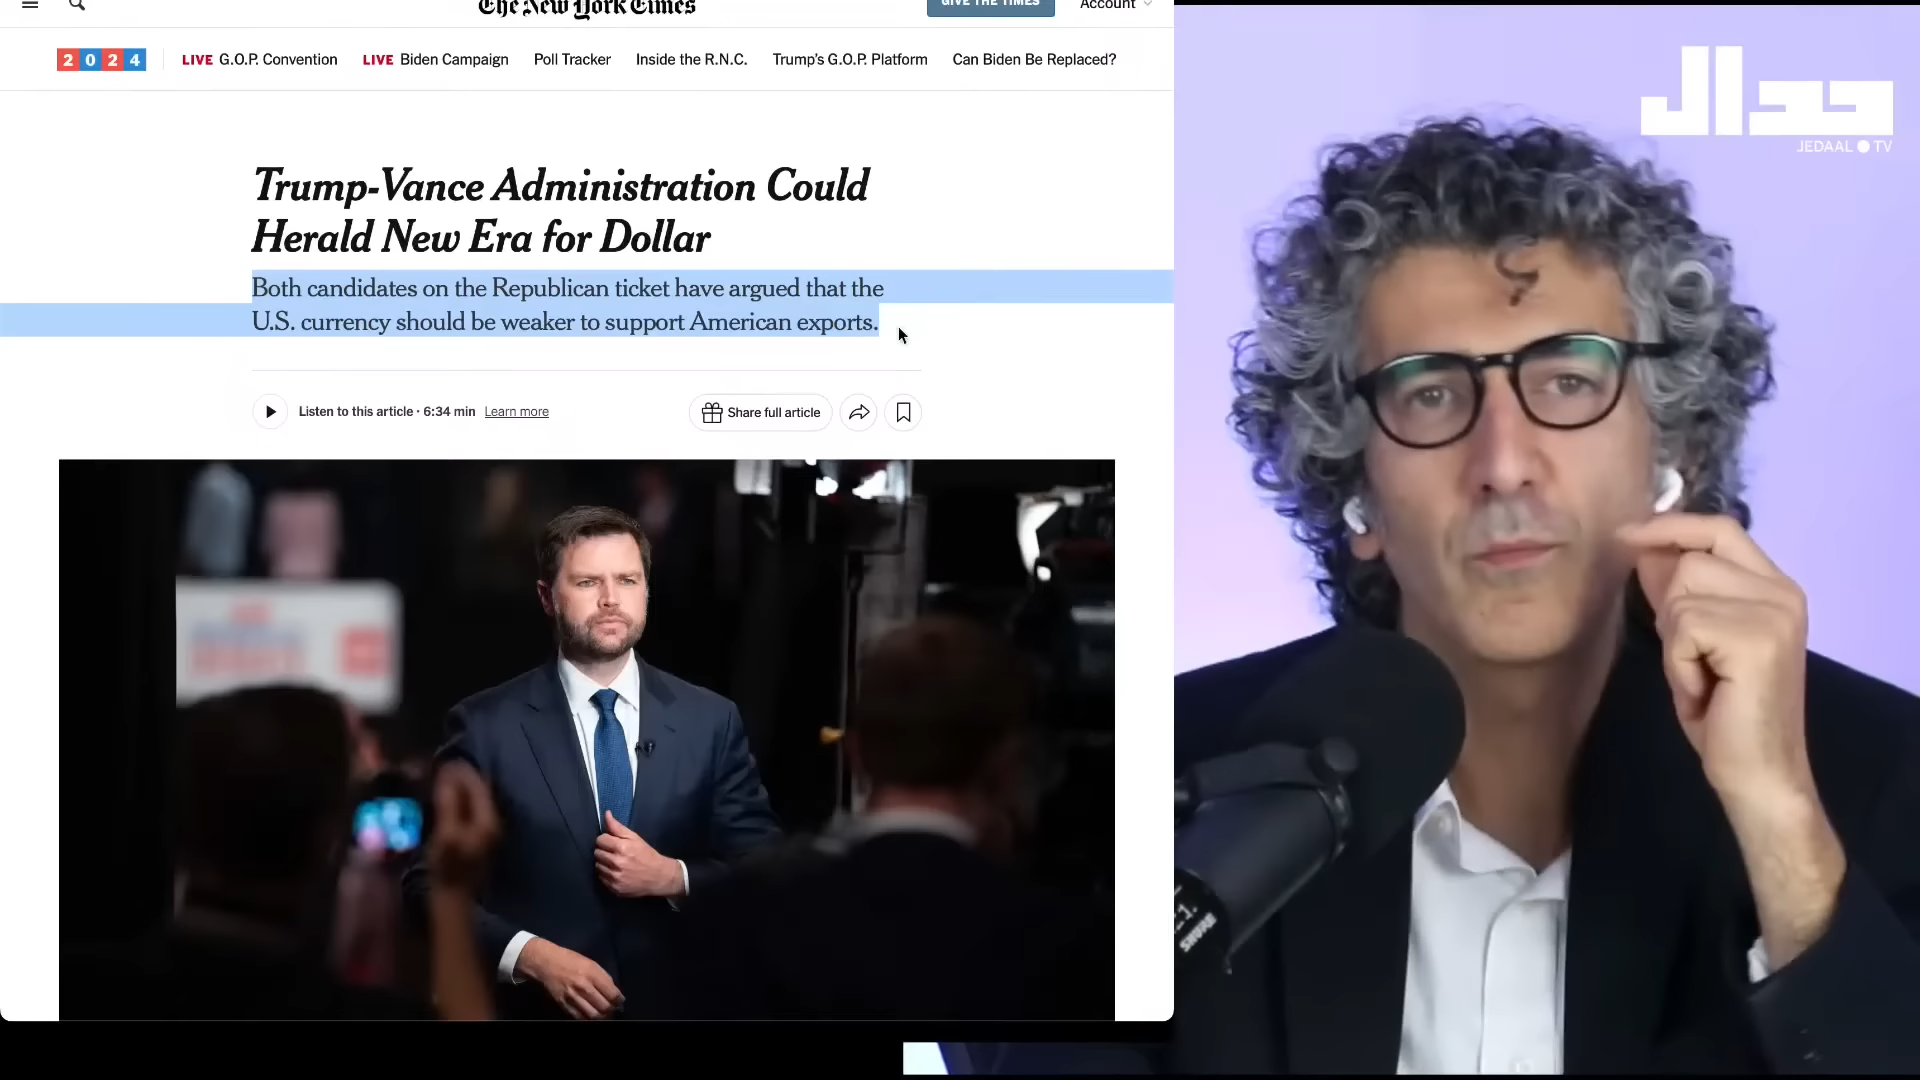 The New York Times
GIVE THE TIMES
Account
2024
LIVE G.O.P. Convention
LIVE Biden Campaign
Poll Tracker
Inside the R.N.C.
Trump's G.O.P. Platform
Can Biden Be Replaced?
Trump-Vance Administration Could
Herald New Era for Dollar
Both candidates on the Republican ticket have argued that the
U.S. currency should be weaker to support American exports.
Listen to this article · 6:34 min Learn more
Share full article
جدال
JEDAAL TV